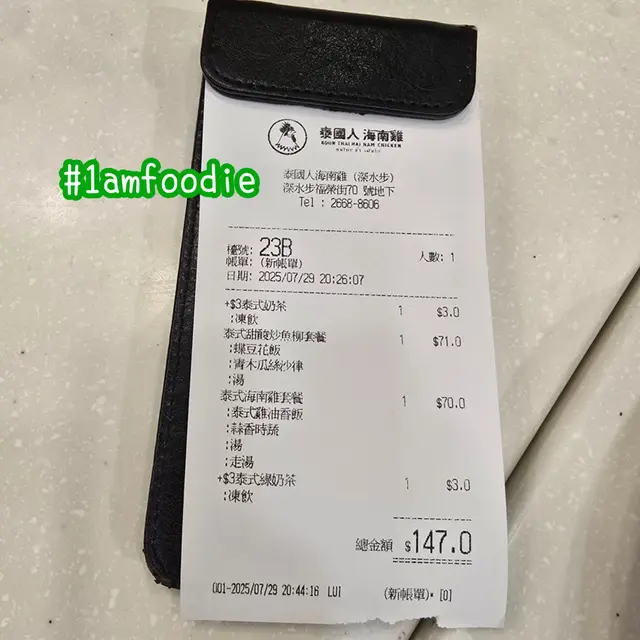 泰國人 海南雞
KOON THAI HAI NAM CHICKEN
#1amfoodie
泰國人海南雞 (深水步)
深水步福榮街70 號地下
Tel : 2668-8606
檯號: 23B
人數: 1
帳單: (新帳單)
日期: 2025/07/29 20:26:07
+$3泰式奶茶 1 $3.0
:凍飲
泰式甜酸炒魚柳套餐 1 $71.0
:蝶豆花飯
:青木瓜絲沙律
:湯
泰式海南雞套餐 1 $70.0
:泰式雞油香飯
:蒜香時蔬
:湯
:走湯
+$3泰式綠奶茶 1 $3.0
:凍飲
總金額 $147.0
001-2025/07/29 20:44:16 LUI (新帳單)* [0]